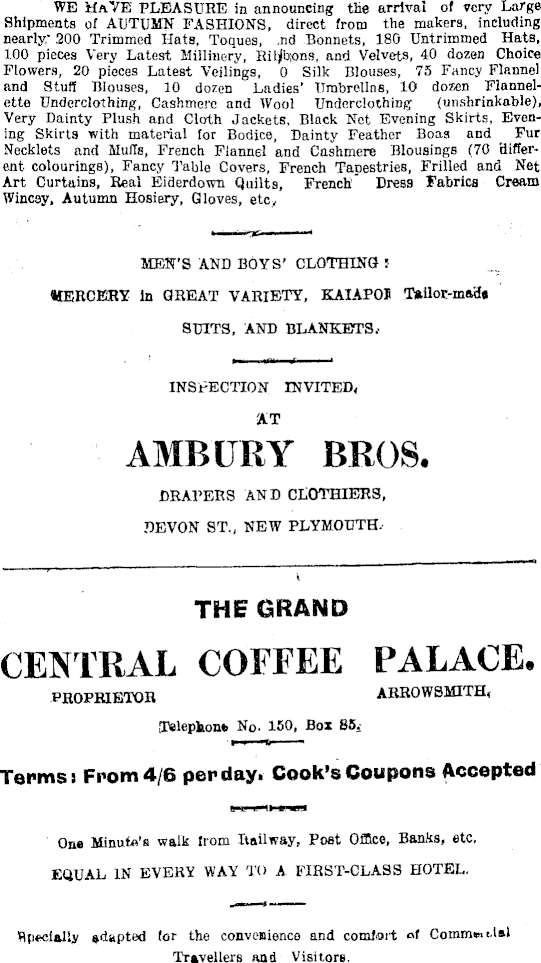 WE HAVE PLEASURE in announcing the arrival of very Large
Shipments of AUTUMN FASHIONS, direct from the makers, including
nearly 200 Trimmed Hats, Toques, nd Bonnets, 180 Untrimmed Hats,
100 pieces Very Latest Millinery, Ribbons, and Velvets, 40 dozen Choice
Flowers, 20 pieces Latest Veilings, 0 Silk Blouses, 75 Fancy Flannel
and Stuff Blouses, 10 dozen Ladies' Umbrellas, 10 dozen Flannel-
ette Underclothing, Cashmere and Wool Underclothing (unshrinkable),
Very Dainty Plush and Cloth Jackets, Black Net Evening Skirts, Even-
ing Skirts with material for Bodice, Dainty Feather Boas and Fur
Necklets and Muffs, French Flannel and Cashmere Blousings (70 differ-
ent colourings), Fancy Table Covers, French Tapestries, Frilled and Net
Art Curtains, Real Eiderdown Quilts, French Dress Fabrics Cream
Wincey, Autumn Hosiery, Gloves, etc,
MEN'S AND BOYS' CLOTHING :
MERCERY in GREAT VARIETY, KAIAPOI Tailor-made
SUITS, AND BLANKETS.
INSPECTION INVITED,
AT
AMBURY BROS.
DRAPERS AND CLOTHIERS,
DEVON ST., NEW PLYMOUTH.
THE GRAND
CENTRAL COFFEE PALACE.
PROPRIETOR ARROWSMITH,
Telephone No. 150, Box 85,
Terms: From 4/6 per day. Cook's Coupons Accepted
One Minute's walk from Railway, Post Office, Banks, etc.
EQUAL IN EVERY WAY TO A FIRST-CLASS HOTEL.
Specially adapted for the convenience and comfort of Commercial
Travellers and Visitors.